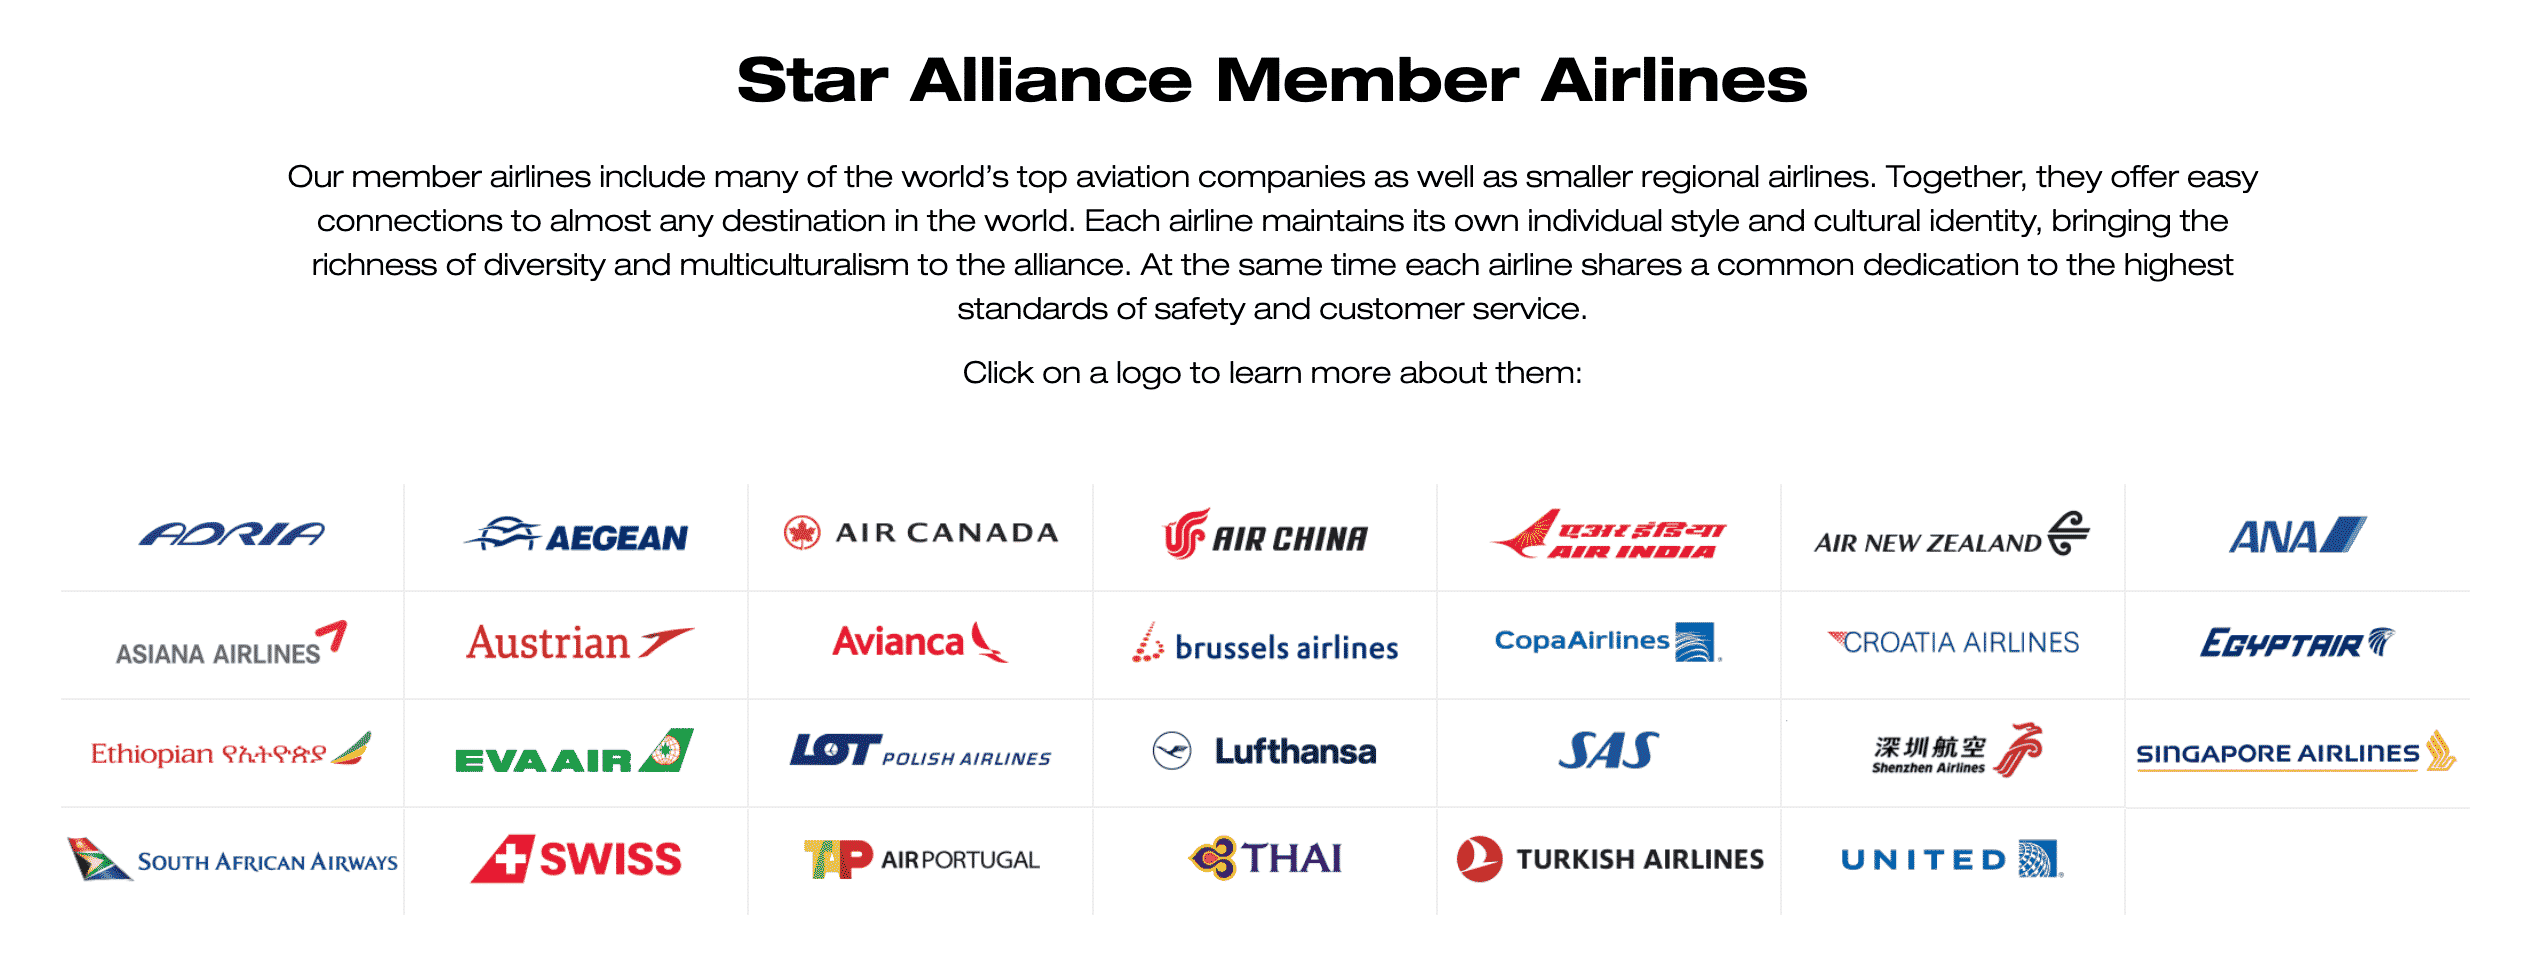 Star Alliance Member Airlines
Our member airlines include many of the world's top aviation companies as well as smaller regional airlines. Together, they offer easy
connections to almost any destination in the world. Each airline maintains its own individual style and cultural identity, bringing the
richness of diversity and multiculturalism to the alliance. At the same time each airline shares a common dedication to the highest
standards of safety and customer service.
Click on a logo to learn more about them:
ADRIA
AEGEAN
AIR CANADA
AIR CHINA
एअर इंडिया
AIR INDIA
AIR NEW ZEALAND
ANA
ASIANA AIRLINES
Austrian
Avianca
brussels airlines
CopaAirlines
CROATIA AIRLINES
EGYPTAIR
Ethiopian የኢትዮጵያ
EVA AIR
LOT POLISH AIRLINES
Lufthansa
SAS
深圳航空
Shenzhen Airlines
SINGAPORE AIRLINES
SOUTH AFRICAN AIRWAYS
SWISS
TAP AIRPORTUGAL
THAI
TURKISH AIRLINES
UNITED